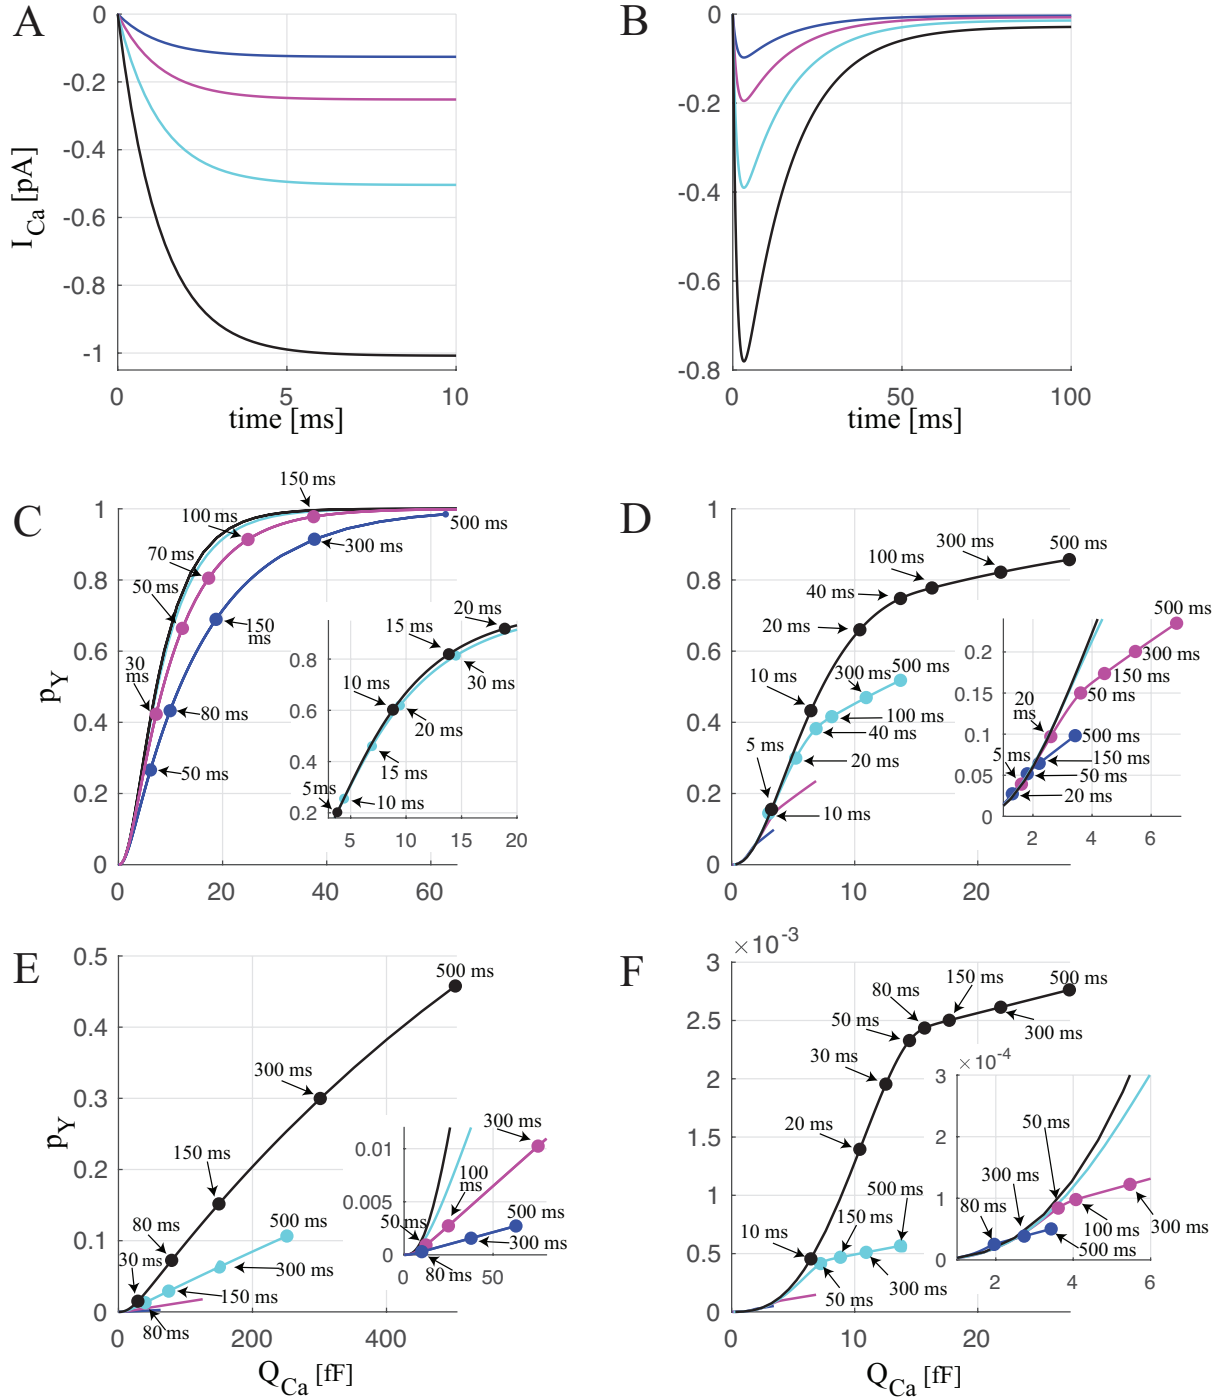 A
0
-0.2
-0.4
-0.6
-0.8
-1
I_Ca [pA]
0
5
10
time [ms]
B
0
-0.2
-0.4
-0.6
-0.8
0
50
100
time [ms]
C
1
0.8
0.6
0.4
0.2
0
p_Y
0
20
40
60
150 ms
100 ms
70 ms
50 ms
30 ms
500 ms
300 ms
150 ms
80 ms
50 ms
0.8
0.6
0.4
0.2
5
10
15
20
20 ms
15 ms
10 ms
5ms
30 ms
20 ms
15 ms
10 ms
D
1
0.8
0.6
0.4
0.2
0
0
10
20
500 ms
300 ms
100 ms
40 ms
20 ms
10 ms
5 ms
300 ms
500 ms
100 ms
40 ms
20 ms
10 ms
0.2
0.15
0.1
0.05
0
2
4
6
500 ms
300 ms
150 ms
50 ms
20 ms
5 ms
500 ms
150 ms
50 ms
20 ms
E
0.5
0.4
0.3
0.2
0.1
0
p_Y
0
200
400
Q_Ca [fF]
500 ms
300 ms
150 ms
80 ms
30 ms
500 ms
300 ms
150 ms
80 ms
0.01
0.005
0
0
50
300 ms
100 ms
50 ms
500 ms
300 ms
80 ms
F
× 10^-3
3
2.5
2
1.5
1
0.5
0
0
10
20
Q_Ca [fF]
500 ms
300 ms
150 ms
80 ms
50 ms
30 ms
20 ms
10 ms
500 ms
150 ms
300 ms
50 ms
× 10^-4
3
2
1
0
2
4
6
50 ms
300 ms
80 ms
100 ms
300 ms
500 ms